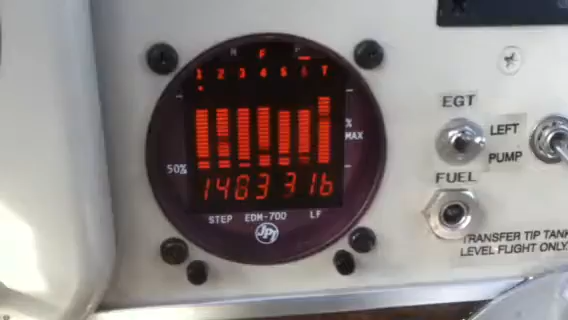 R F P
1 2 3 4 5 6 T
%
MAX
50%
1483 316
STEP EDM-700 LF
JPI
EGT
LEFT
PUMP
FUEL
TRANSFER TIP TANK
LEVEL FLIGHT ONLY.